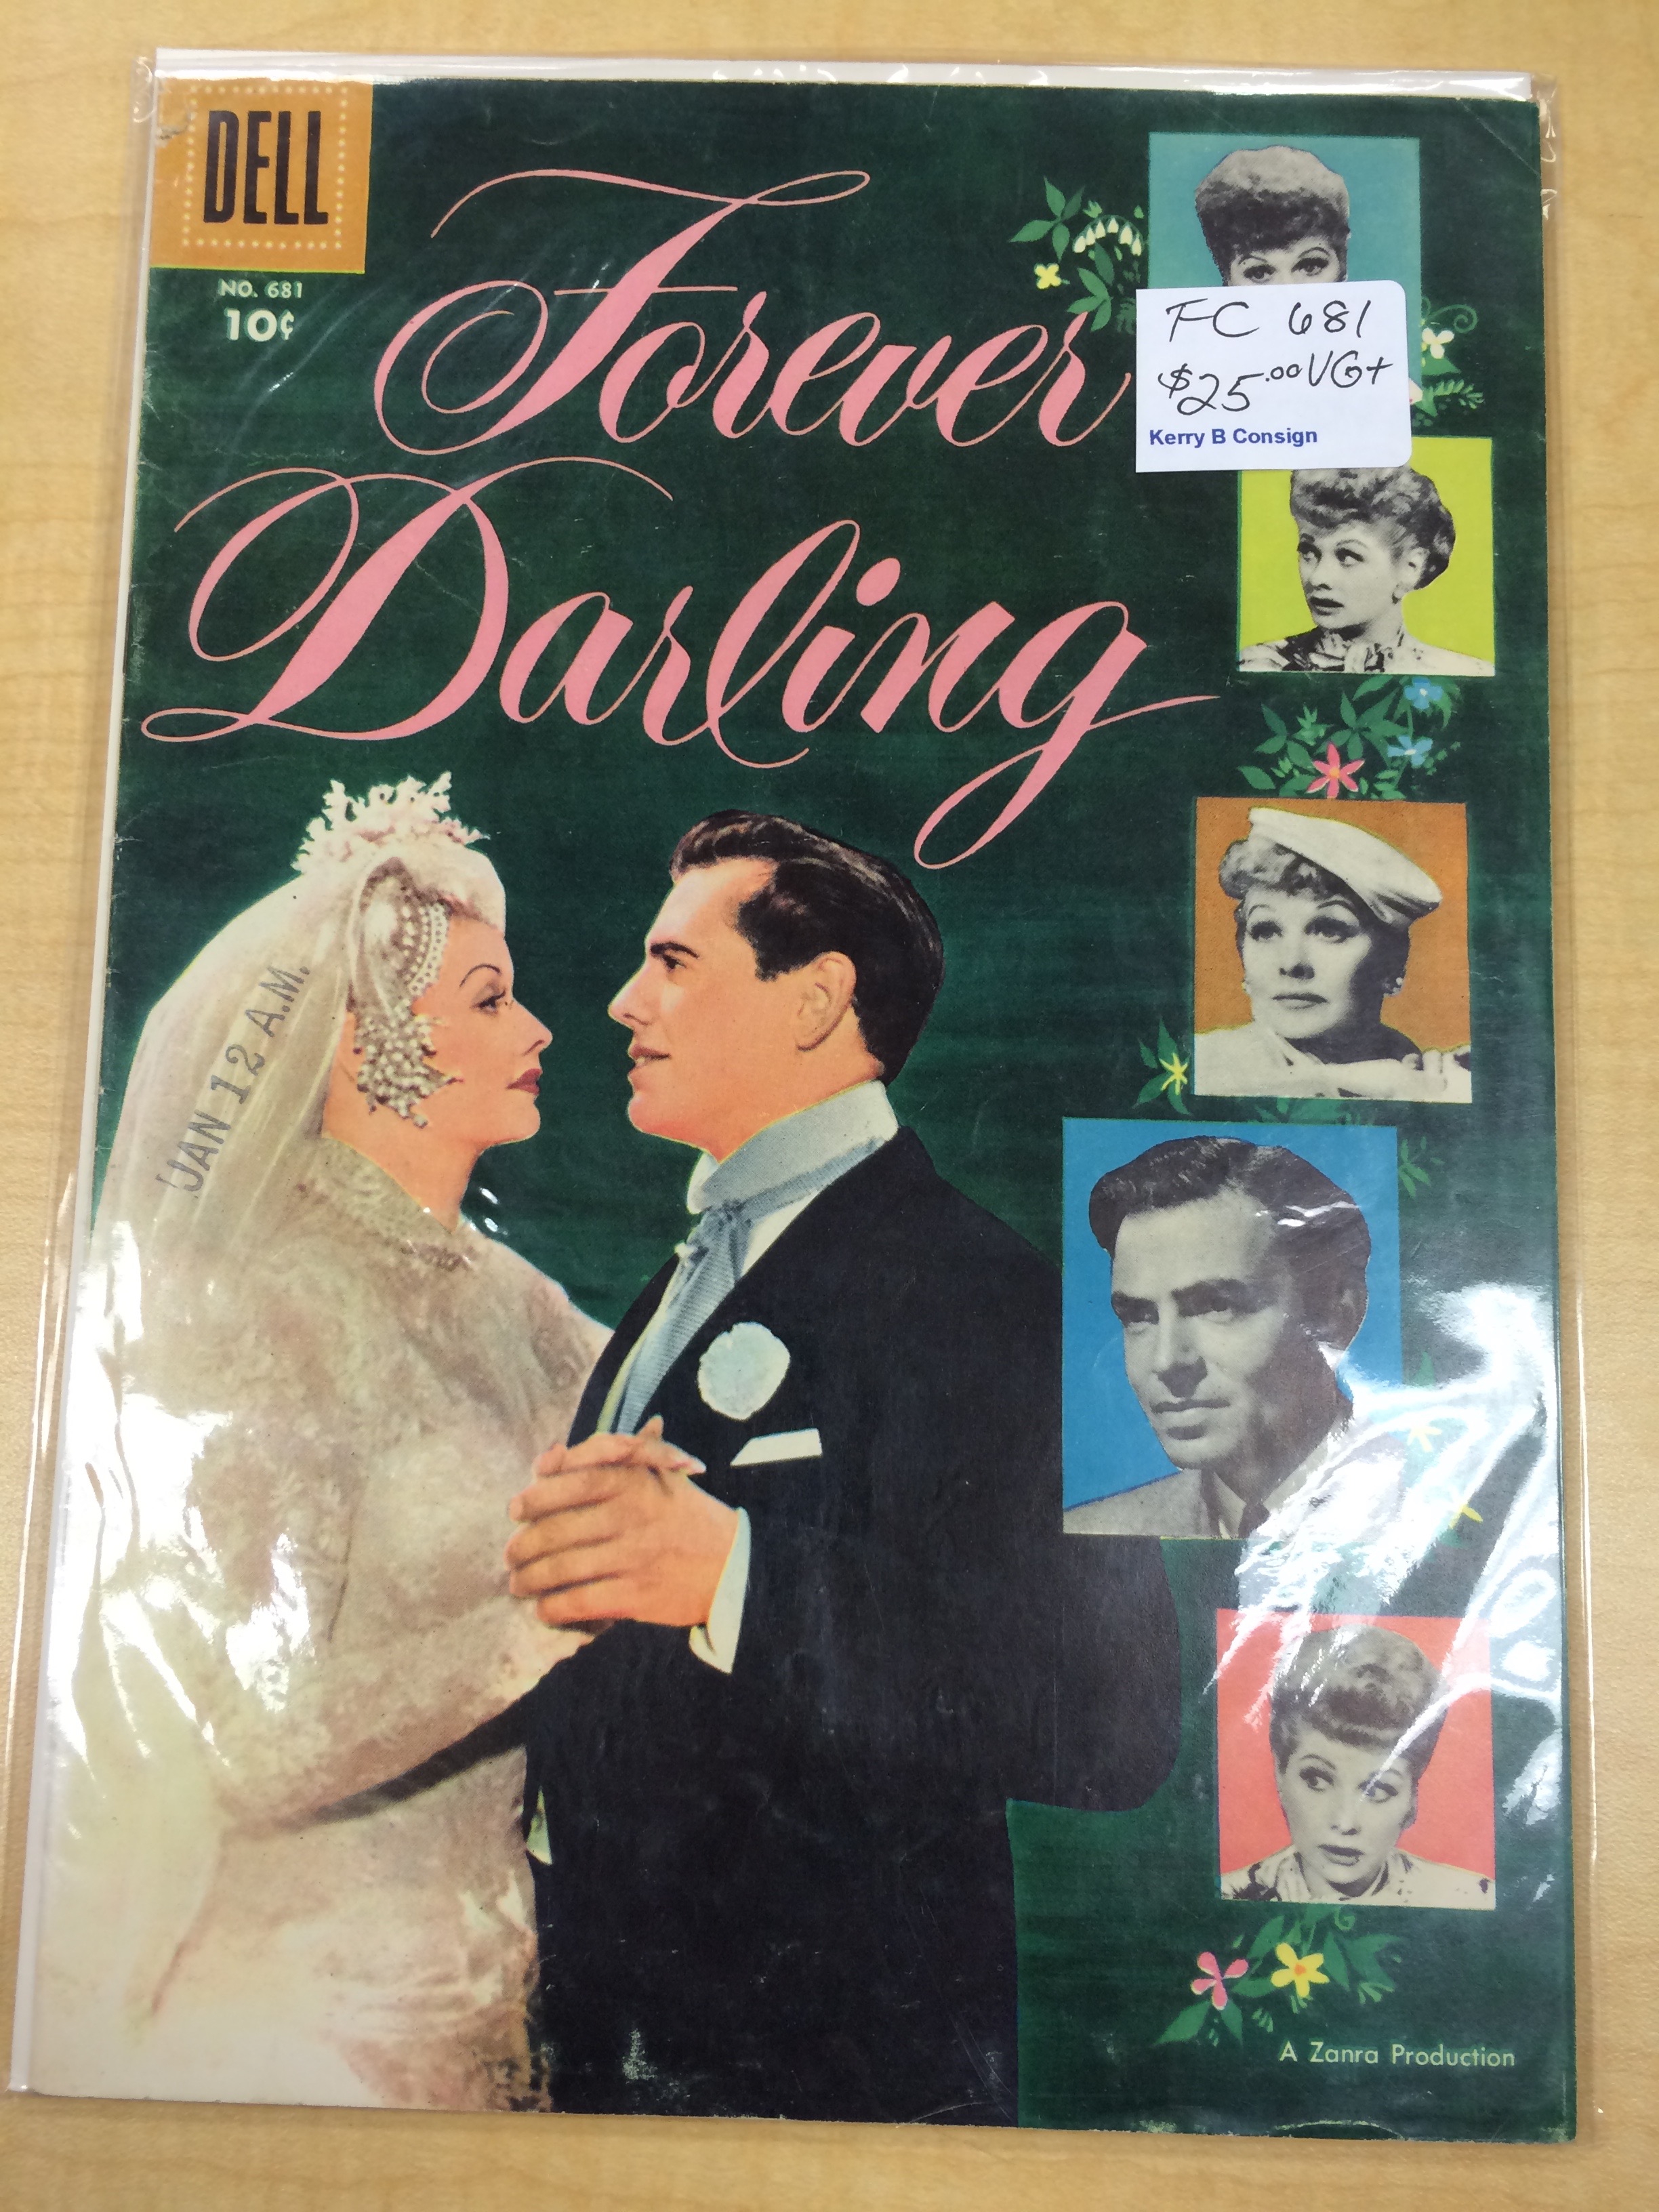 DELL
NO. 681
10¢
Forever
Darling
FC 681
$25.00 VG+
Kerry B Consign
JAN 12 A.M.
A Zanra Production